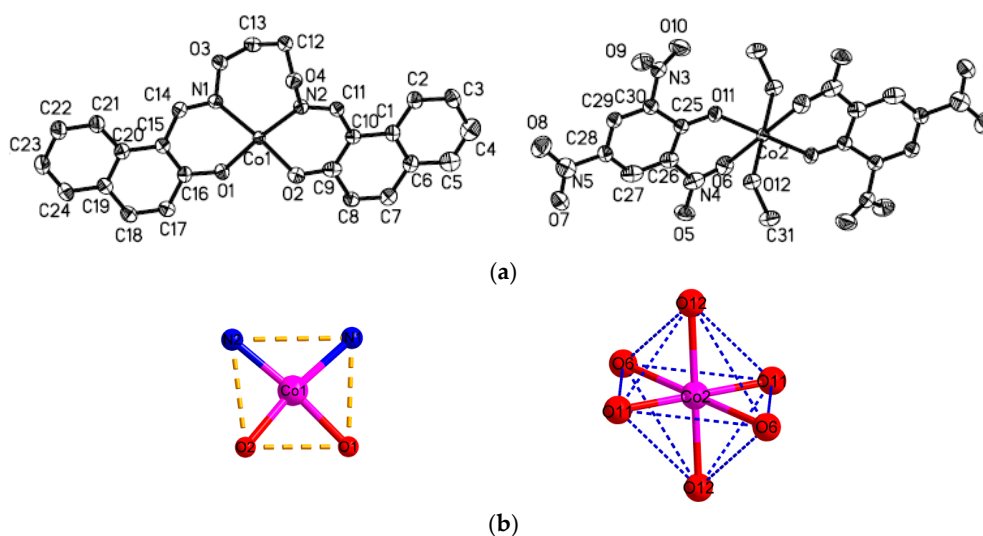 C13 C12 O3 O4 N1 N2 C11 C2 C3 C1 C10 C4 C14 C22 C21 C15 C20 C23 Co1 C16 O1 O2 C9 C6 C5 C24 C19 C18 C17 C8 C7
O10 O9 N3 C30 C25 O11 C29 O8 C28 Co2 N5 C27 C26 O6 N4 O12 O7 O5 C31
(a)
N2 N Co1 O2 O1
O12 O6 O11 Co2 O11 O6 O12
(b)